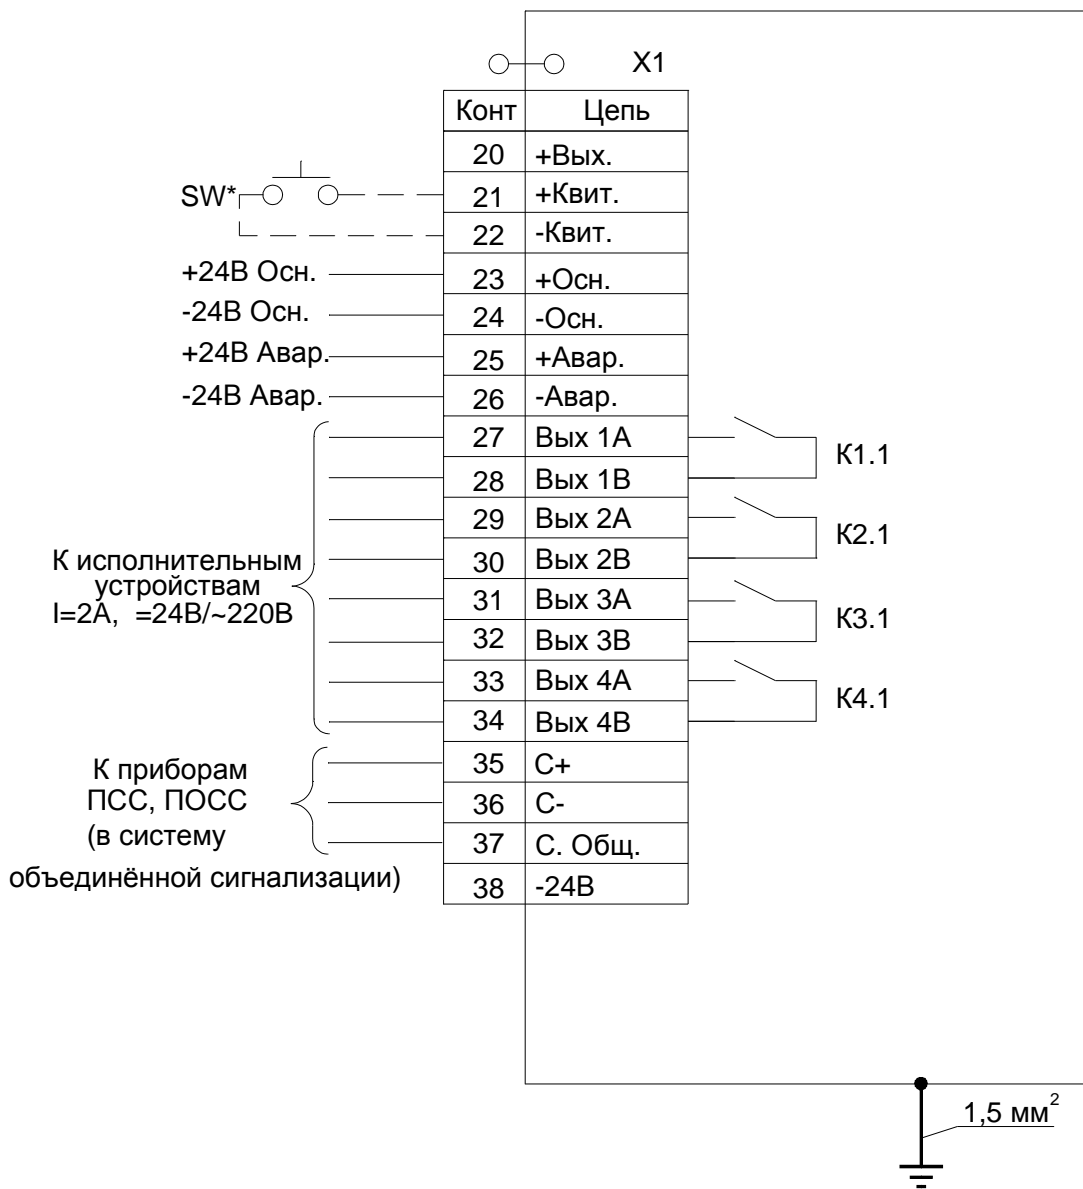 X1
Конт Цепь
20 +Вых.
SW* 21 +Квит.
22 -Квит.
+24В Осн. 23 +Осн.
-24В Осн. 24 -Осн.
+24В Авар. 25 +Авар.
-24В Авар. 26 -Авар.
27 Вых 1А
К1.1
28 Вых 1В
29 Вых 2А
К2.1
30 Вых 2В
К исполнительным
устройствам
I=2А, =24В/~220В
31 Вых 3А
К3.1
32 Вых 3В
33 Вых 4А
К4.1
34 Вых 4В
35 С+
36 С-
37 С. Общ.
К приборам
ПСС, ПОСС
(в систему
объединённой сигнализации)
38 -24В
1,5 мм²